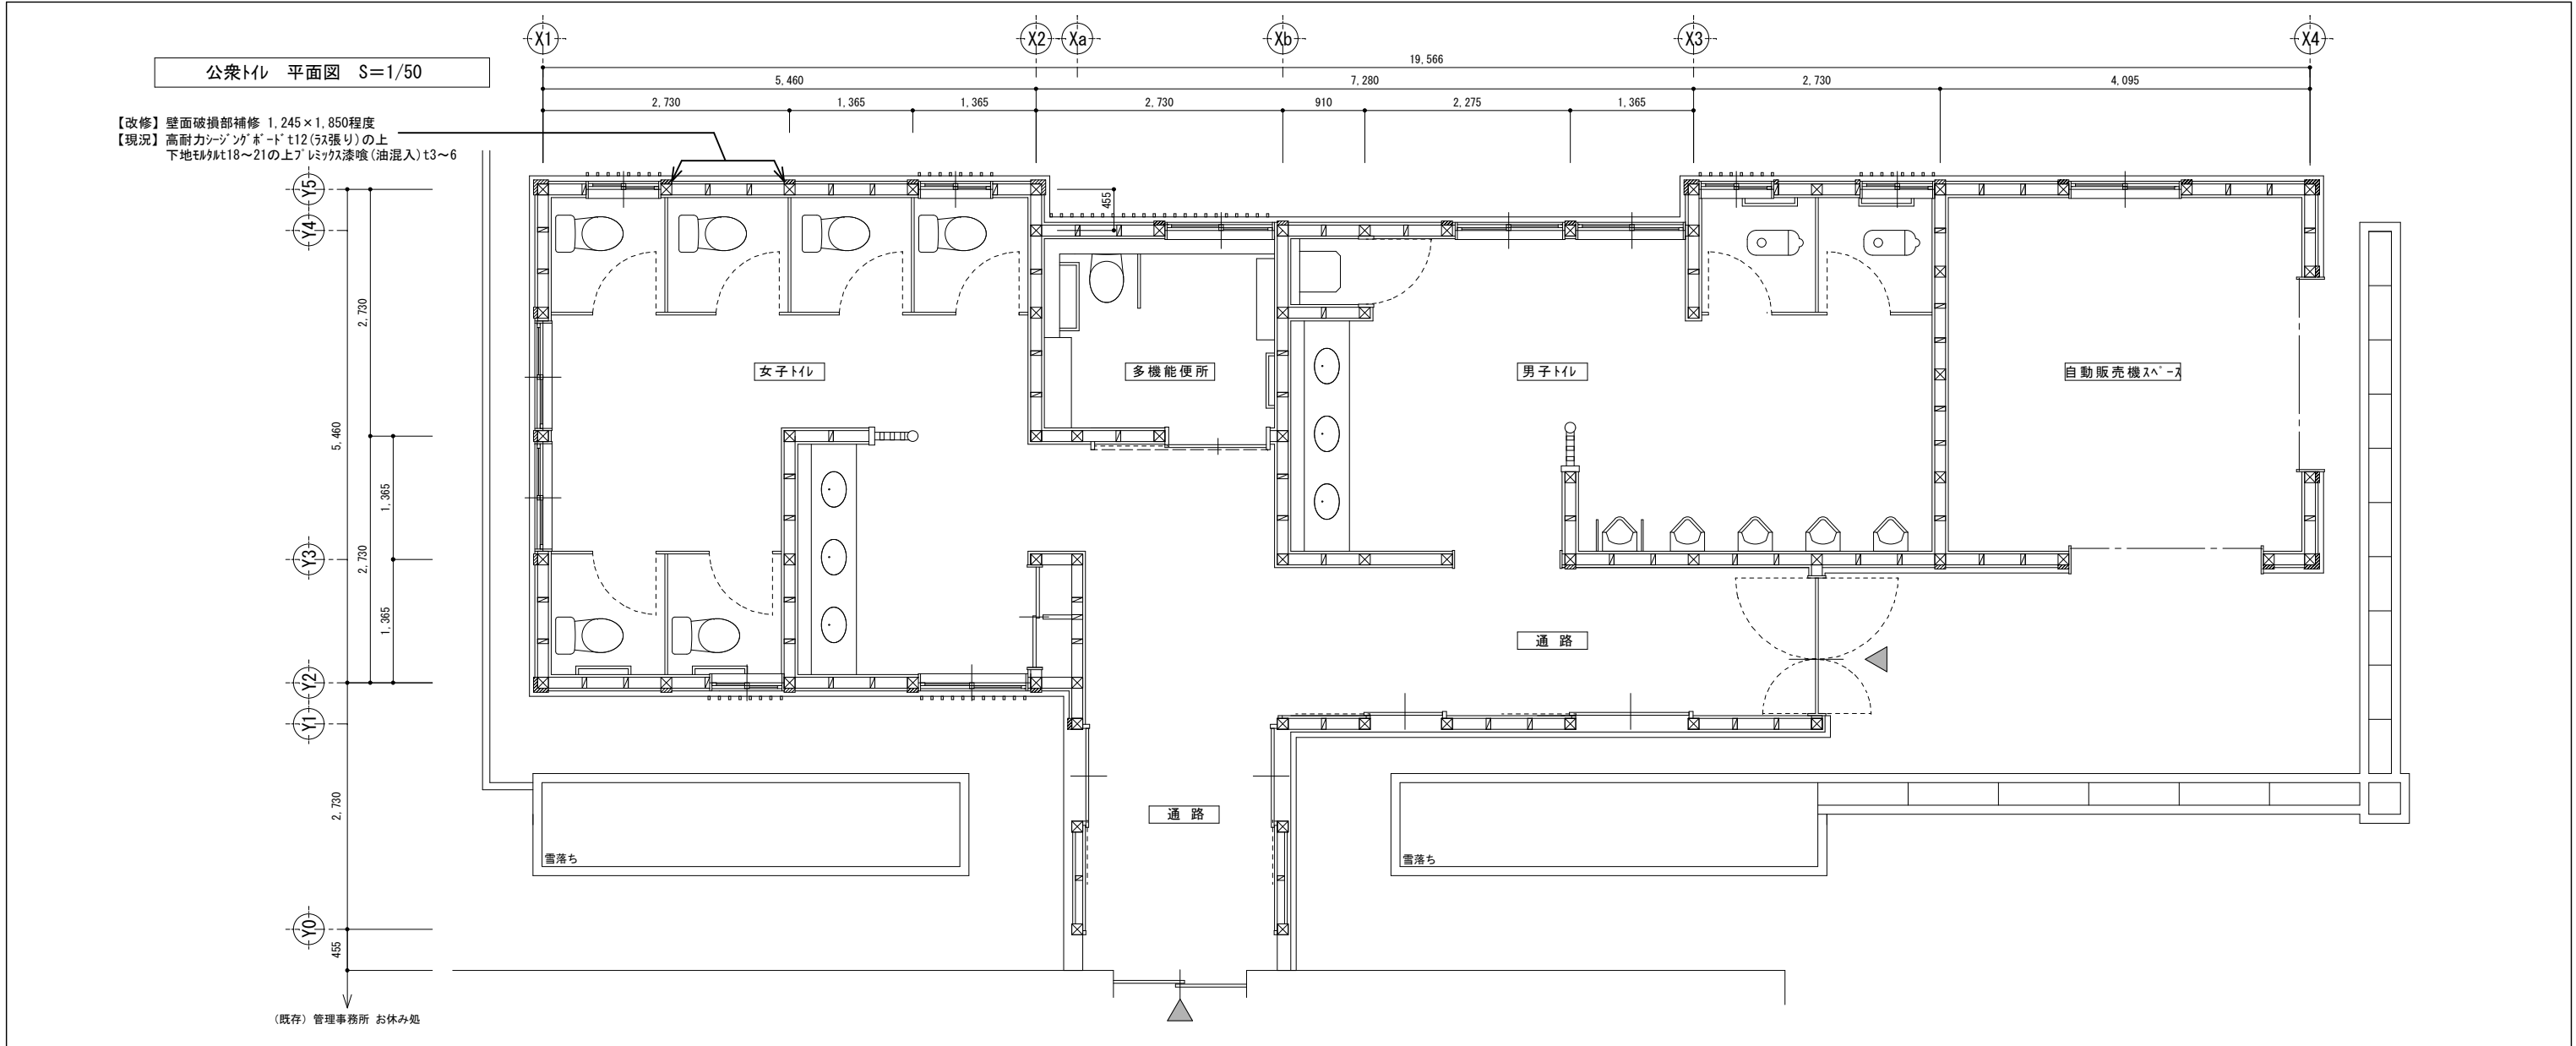 X1 X2 Xa Xb X3 X4
公衆トイレ 平面図 S=1/50
19,566
5,460 7,280 2,730 4,095
2,730 1,365 1,365 2,730 910 2,275 1,365
【改修】壁面破損部補修 1,245×1,850程度
【現況】高耐力シージングボードt12(ラス張り)の上
下地モルタルt18～21の上プレミックス漆喰(油混入)t3～6
Y5
Y4
455
2,730
女子トイレ 多機能便所 男子トイレ 自動販売機スペース
5,460
1,365
Y3
2,730
1,365
通 路
Y2
Y1
2,730
通 路
雪落ち 雪落ち
Y0
455
(既存) 管理事務所 お休み処